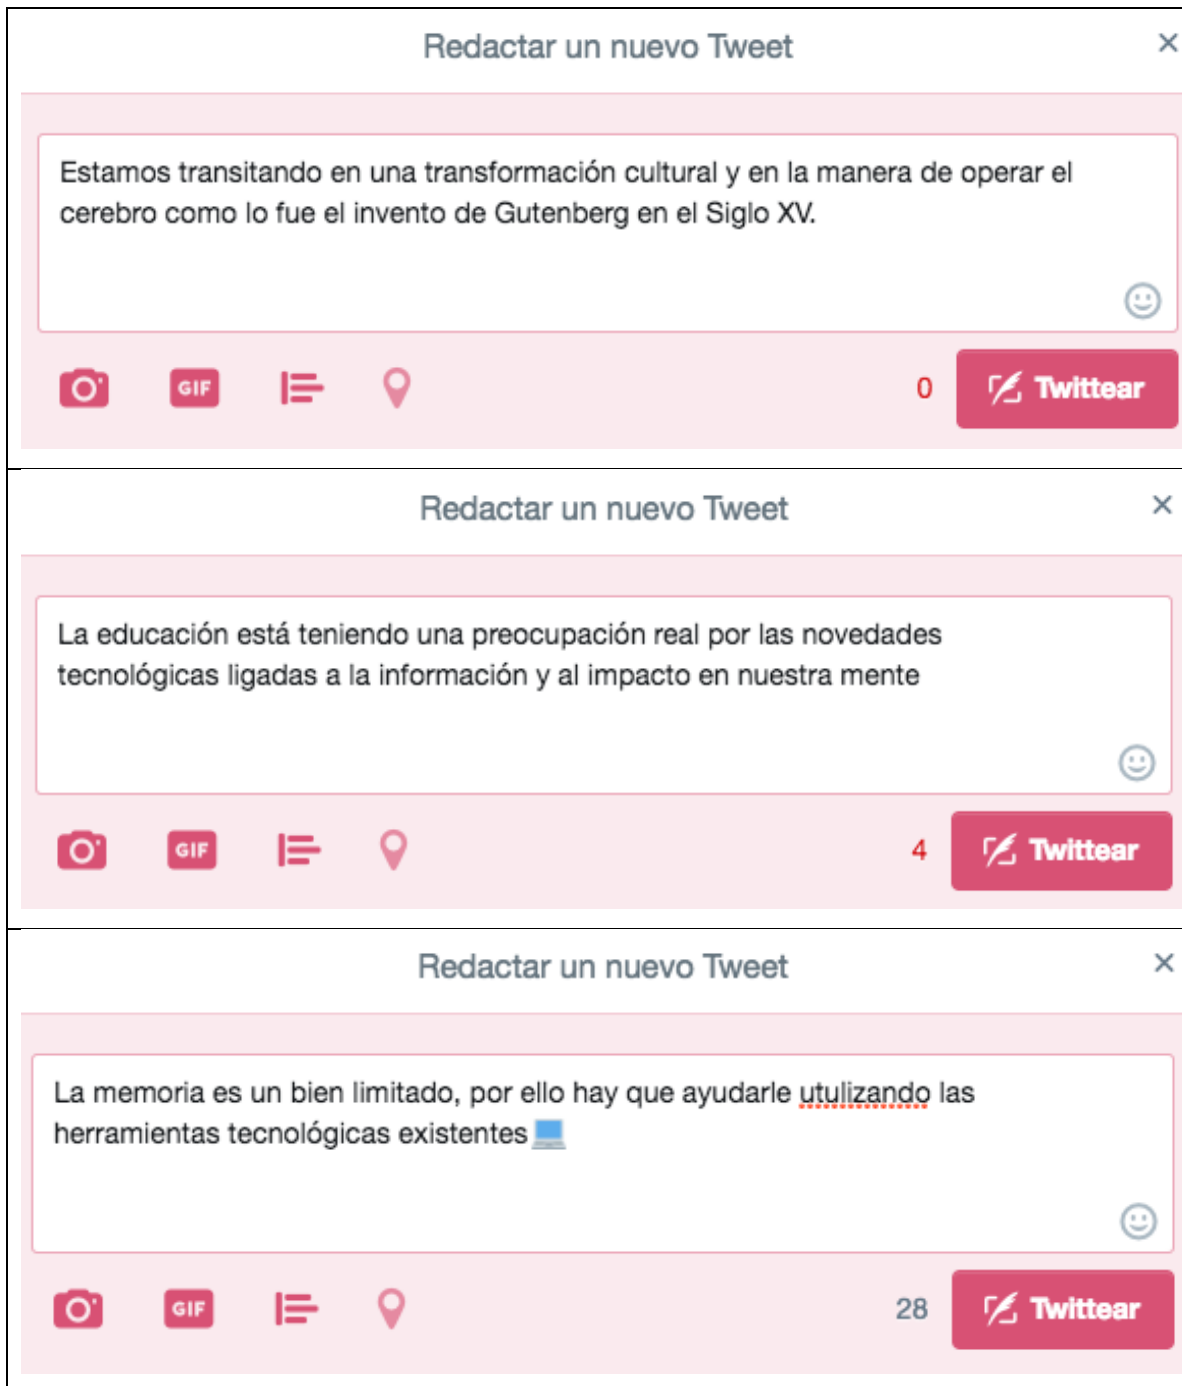 Redactar un nuevo Tweet ×
Estamos transitando en una transformación cultural y en la manera de operar el
cerebro como lo fue el invento de Gutenberg en el Siglo XV.
GIF 0 Twittear
Redactar un nuevo Tweet ×
La educación está teniendo una preocupación real por las novedades
tecnológicas ligadas a la información y al impacto en nuestra mente
GIF 4 Twittear
Redactar un nuevo Tweet ×
La memoria es un bien limitado, por ello hay que ayudarle utulizando las
herramientas tecnológicas existentes💻
GIF 28 Twittear